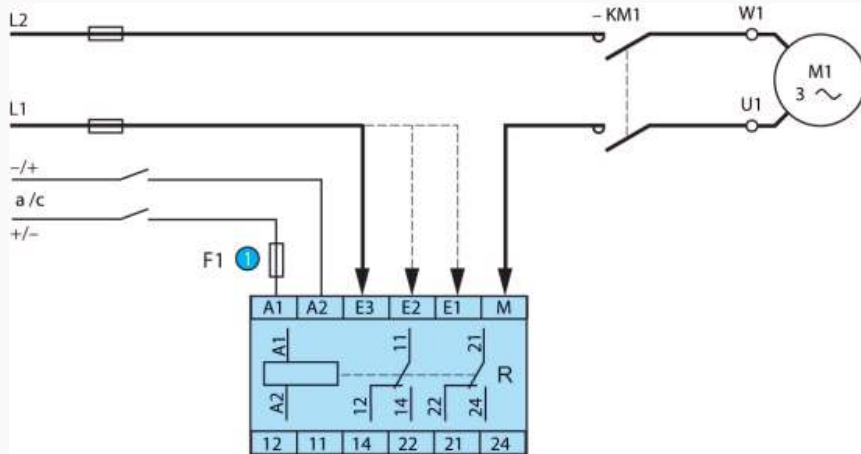 L2
– KM1
W1
M1
3 ~
L1
U1
–/+
a /c
+/–
F1 1
A1 A2 E3 E2 E1 M
A1 11 21
R
A2 12 14 22 24
12 11 14 22 21 24